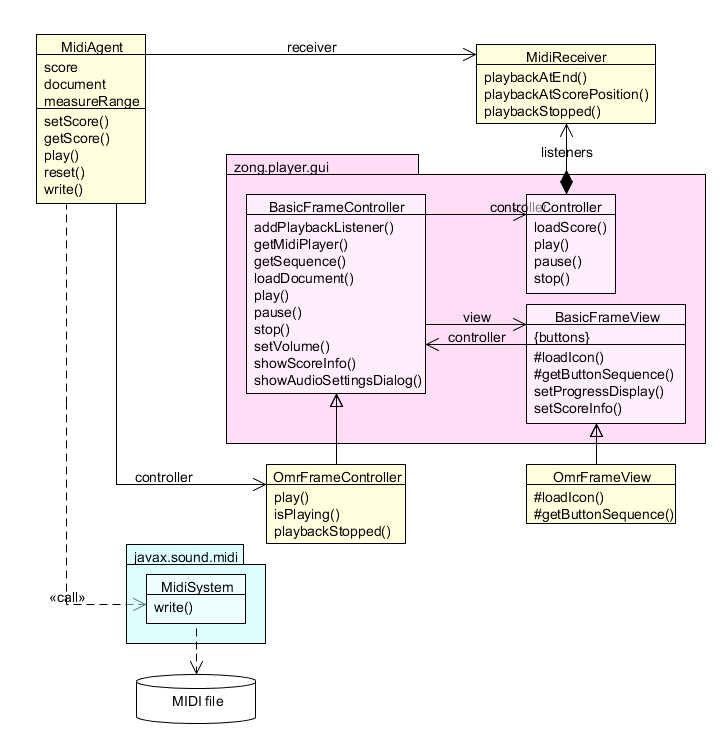 MidiAgent
score
document
measureRange
setScore()
getScore()
play()
reset()
write()
receiver
MidiReceiver
playbackAtEnd()
playbackAtScorePosition()
playbackStopped()
listeners
zong.player.gui
BasicFrameController
addPlaybackListener()
getMidiPlayer()
getSequence()
loadDocument()
play()
pause()
stop()
setVolume()
showScoreInfo()
showAudioSettingsDialog()
controller
Controller
loadScore()
play()
pause()
stop()
view
controller
BasicFrameView
{buttons}
#loadIcon()
#getButtonSequence()
setProgressDisplay()
setScoreInfo()
controller
OmrFrameController
play()
isPlaying()
playbackStopped()
OmrFrameView
#loadIcon()
#getButtonSequence()
javax.sound.midi
MidiSystem
write()
«call»
MIDI file